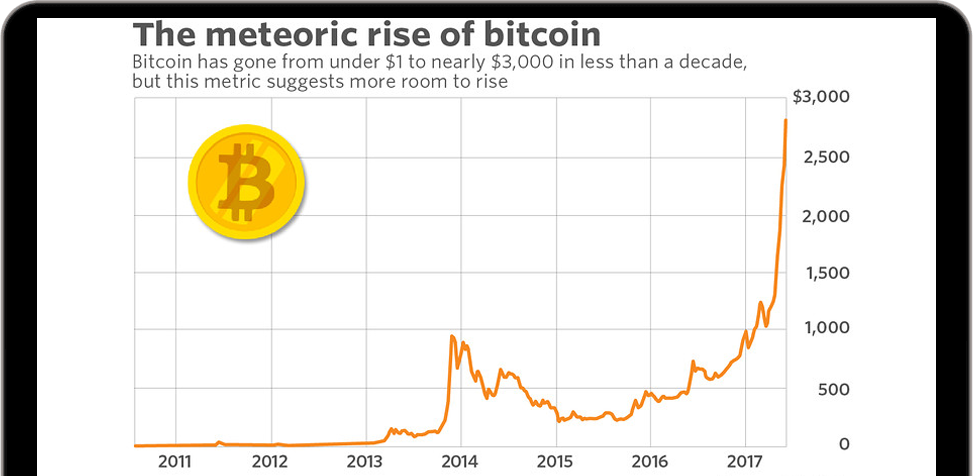 The meteoric rise of bitcoin
Bitcoin has gone from under $1 to nearly $3,000 in less than a decade,
but this metric suggests more room to rise
$3,000
2,500
2,000
1,500
1,000
500
0
2011 2012 2013 2014 2015 2016 2017